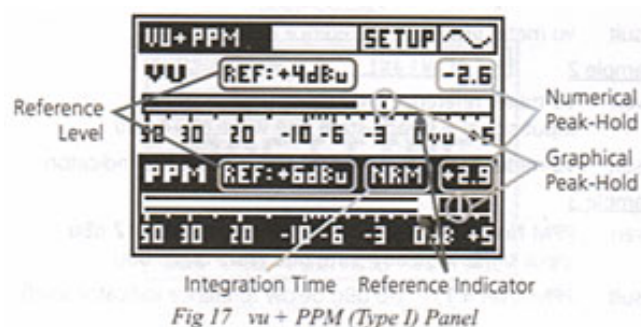 VU+PPM SETUP
VU REF:+4dBu -2.6
Reference Level
Numerical Peak-Hold
50 30 20 -10 -6 -3 0vu +5
PPM REF:+6dBu NRM +2.9
Graphical Peak-Hold
50 30 20 -10 -6 -3 0dB +5
Integration Time Reference Indicator
Fig 17 vu + PPM (Type I) Panel